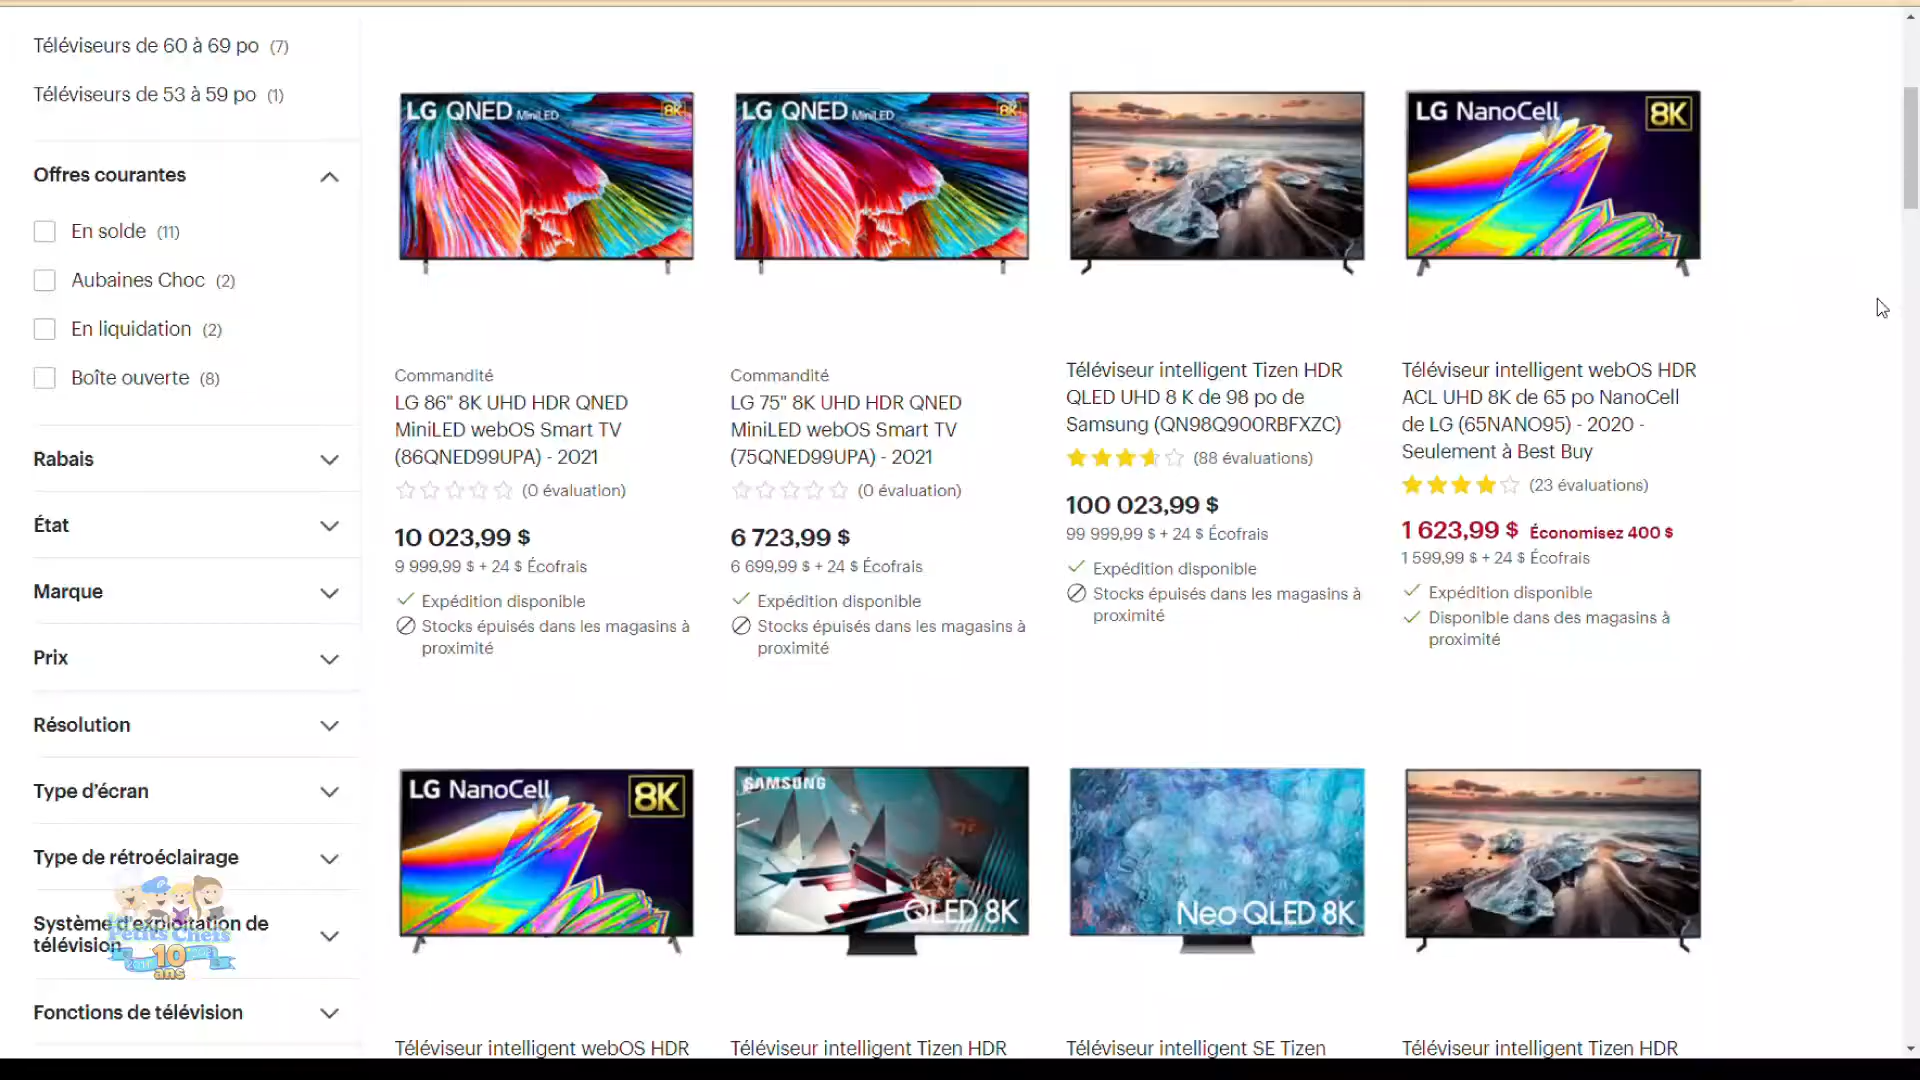 Téléviseurs de 60 à 69 po (7)
Téléviseurs de 53 à 59 po (1)
Offres courantes
En solde (11)
Aubaines Choc (2)
En liquidation (2)
Boîte ouverte (8)
Rabais
État
Marque
Prix
Résolution
Type d'écran
Type de rétroéclairage
Système d'exploitation de
télévision
Petits Chefs
10
ans
Fonctions de télévision
LG QNED MiniLED 8K
Commandité
LG 86" 8K UHD HDR QNED
MiniLED webOS Smart TV
(86QNED99UPA) - 2021
(0 évaluation)
10 023,99 $
9 999,99 $ + 24 $ Écofrais
Expédition disponible
Stocks épuisés dans les magasins à
proximité
LG QNED MiniLED 8K
Commandité
LG 75" 8K UHD HDR QNED
MiniLED webOS Smart TV
(75QNED99UPA) - 2021
(0 évaluation)
6 723,99 $
6 699,99 $ + 24 $ Écofrais
Expédition disponible
Stocks épuisés dans les magasins à
proximité
Téléviseur intelligent Tizen HDR
QLED UHD 8 K de 98 po de
Samsung (QN98Q900RBFXZC)
(88 évaluations)
100 023,99 $
99 999,99 $ + 24 $ Écofrais
Expédition disponible
Stocks épuisés dans les magasins à
proximité
LG NanoCell 8K
Téléviseur intelligent webOS HDR
ACL UHD 8K de 65 po NanoCell
de LG (65NANO95) - 2020 -
Seulement à Best Buy
(23 évaluations)
1 623,99 $ Économisez 400 $
1 599,99 $ + 24 $ Écofrais
Expédition disponible
Disponible dans des magasins à
proximité
LG NanoCell 8K
Téléviseur intelligent webOS HDR
SAMSUNG
QLED 8K
Téléviseur intelligent Tizen HDR
Neo QLED 8K
Téléviseur intelligent SE Tizen
Téléviseur intelligent Tizen HDR